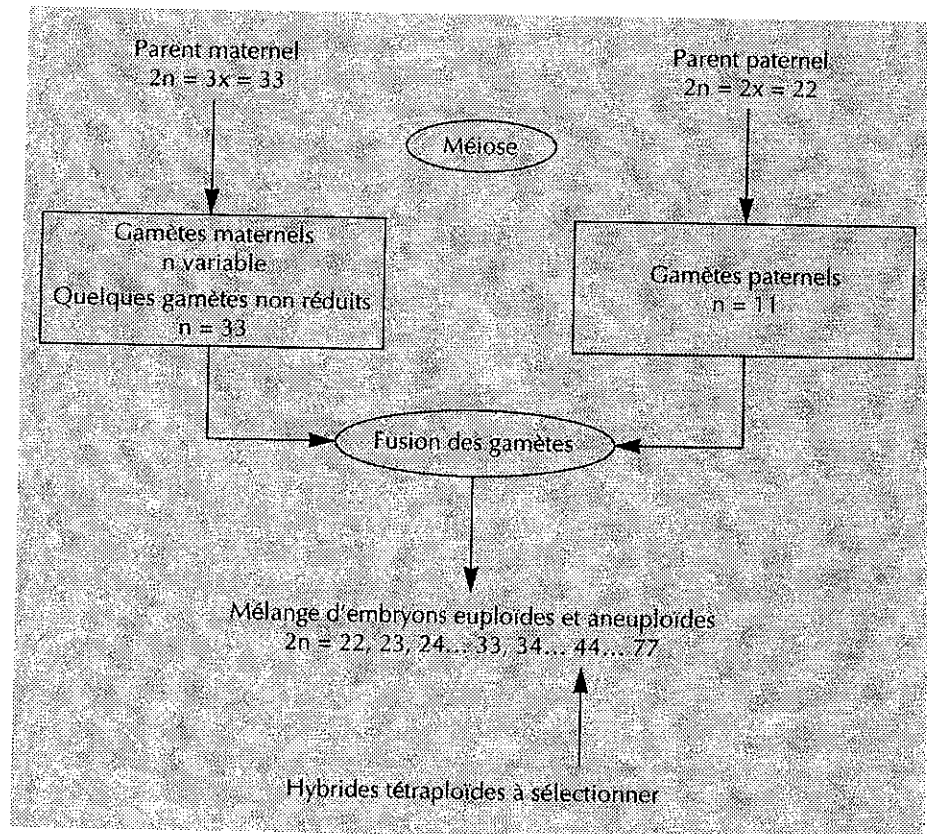 Parent maternel
2n = 3x = 33
Parent paternel
2n = 2x = 22
Méiose
Gamètes maternels
n variable
Quelques gamètes non réduits
n = 33
Gamètes paternels
n = 11
Fusion des gamètes
Mélange d'embryons euploïdes et aneuploïdes
2n = 22, 23, 24... 33, 34... 44... 77
Hybrides tétraploïdes à sélectionner